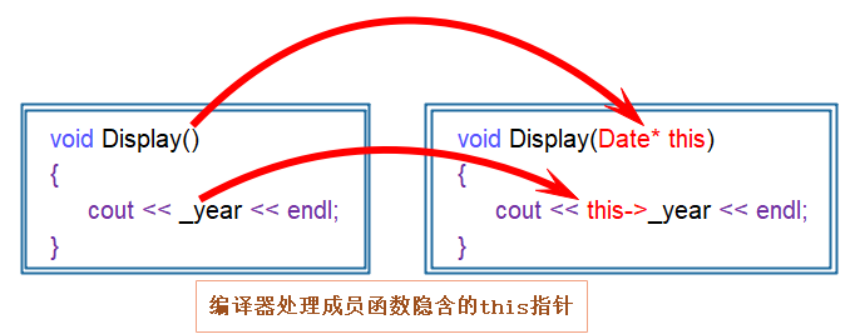 void Display()
{
cout << _year << endl;
}
void Display(Date* this)
{
cout << this->_year << endl;
}
编译器处理成员函数隐含的this指针